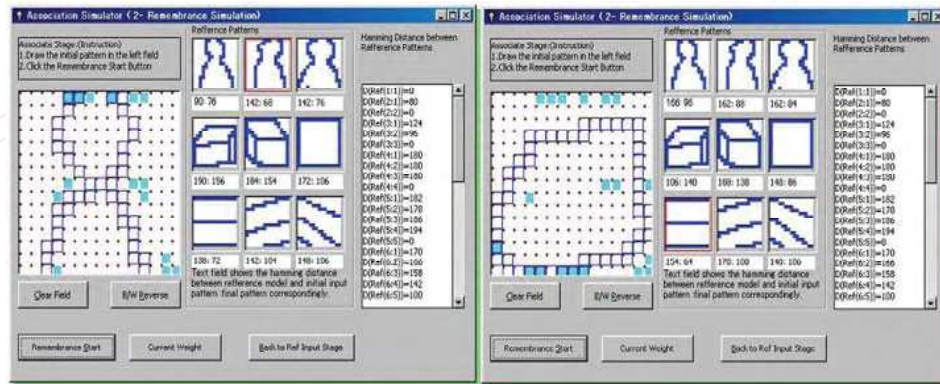 Association Simulator ( 2- Remembrance Simulation)
Associate Stage:(Instruction)
1.Draw the initial pattern in the left field
2.Click the Remembrance Start Button
Refference Patterns
90: 76
142: 68
142: 76
190: 156
184: 154
172: 106
138: 72
142: 104
148: 106
Text field shows the hamming distance
between refference model and initial input
pattern :final pattern correspondingly.
Hamming Distance between
Refference Patterns
D(Ref(1:1))=0
D(Ref(2:1))=80
D(Ref(2:2))=0
D(Ref(3:1))=124
D(Ref(3:2))=96
D(Ref(3:3))=0
D(Ref(4:1))=180
D(Ref(4:2))=180
D(Ref(4:3))=180
D(Ref(4:4))=0
D(Ref(5:1))=182
D(Ref(5:2))=178
D(Ref(5:3))=186
D(Ref(5:4))=194
D(Ref(5:5))=0
D(Ref(6:1))=170
D(Ref(6:2))=166
D(Ref(6:3))=158
D(Ref(6:4))=142
D(Ref(6:5))=100
Clear Field
B/W Reverse
Remembrance Start
Current Weight
Back to Ref Input Stage
Association Simulator ( 2- Remembrance Simulation)
Associate Stage:(Instruction)
1.Draw the initial pattern in the left field
2.Click the Remembrance Start Button
Refference Patterns
162: 88
162: 84
106: 140
188: 138
148: 86
154: 64
170: 100
140: 106
Text field shows the hamming distance
between refference model and initial input
pattern :final pattern correspondingly.
Hamming Distance between
Refference Patterns
D(Ref(1:1))=0
D(Ref(2:1))=80
D(Ref(2:2))=0
D(Ref(3:1))=124
D(Ref(3:2))=96
D(Ref(3:3))=0
D(Ref(4:1))=180
D(Ref(4:2))=180
D(Ref(4:3))=180
D(Ref(4:4))=0
D(Ref(5:1))=182
D(Ref(5:2))=178
D(Ref(5:3))=186
D(Ref(5:4))=194
D(Ref(5:5))=0
D(Ref(6:1))=170
D(Ref(6:2))=166
D(Ref(6:3))=158
D(Ref(6:4))=142
D(Ref(6:5))=100
Clear Field
B/W Reverse
Remembrance Start
Current Weight
Back to Ref Input Stage